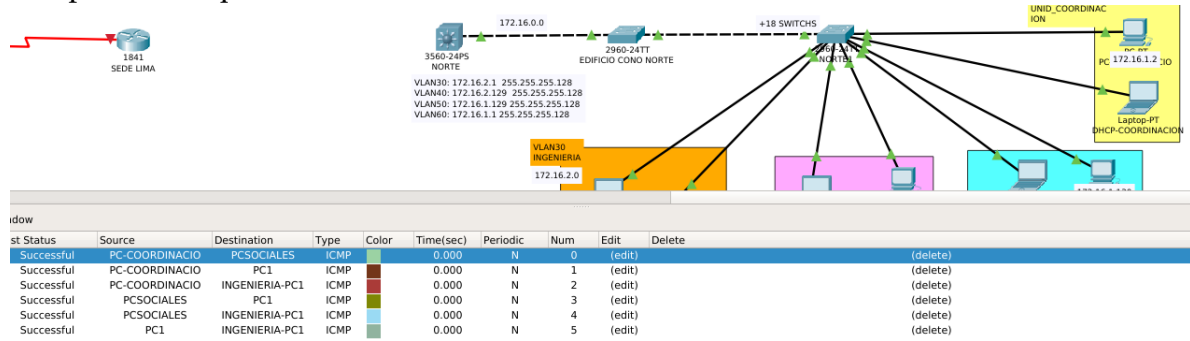 172.16.0.0
+18 SWITCHS
UNID_COORDINAC
ION
1841
SEDE LIMA
3560-24PS
NORTE
2960-24TT
EDIFICIO CONO NORTE
NORTE1
172.16.1.2
VLAN30: 172.16.2.1 255.255.255.128
VLAN40: 172.16.2.129 255.255.255.128
VLAN50: 172.16.1.129 255.255.255.128
VLAN60: 172.16.1.1 255.255.255.128
Laptop-PT
DHCP-COORDINACION
VLAN30
INGENIERIA
172.16.2.0
ndow
st Status Source Destination Type Color Time(sec) Periodic Num Edit Delete
Successful PC-COORDINACIO PCSOCIALES ICMP 0.000 N 0 (edit) (delete)
Successful PC-COORDINACIO PC1 ICMP 0.000 N 1 (edit) (delete)
Successful PC-COORDINACIO INGENIERIA-PC1 ICMP 0.000 N 2 (edit) (delete)
Successful PCSOCIALES PC1 ICMP 0.000 N 3 (edit) (delete)
Successful PCSOCIALES INGENIERIA-PC1 ICMP 0.000 N 4 (edit) (delete)
Successful PC1 INGENIERIA-PC1 ICMP 0.000 N 5 (edit) (delete)